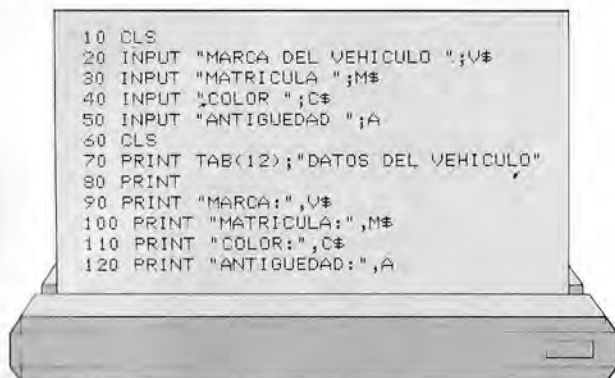 10 CLS
20 INPUT "MARCA DEL VEHICULO ";V$
30 INPUT "MATRICULA ";M$
40 INPUT "COLOR ";C$
50 INPUT "ANTIGUEDAD ";A
60 CLS
70 PRINT TAB(12);"DATOS DEL VEHICULO"
80 PRINT
90 PRINT "MARCA:",V$
100 PRINT "MATRICULA:",M$
110 PRINT "COLOR:",C$
120 PRINT "ANTIGUEDAD:",A